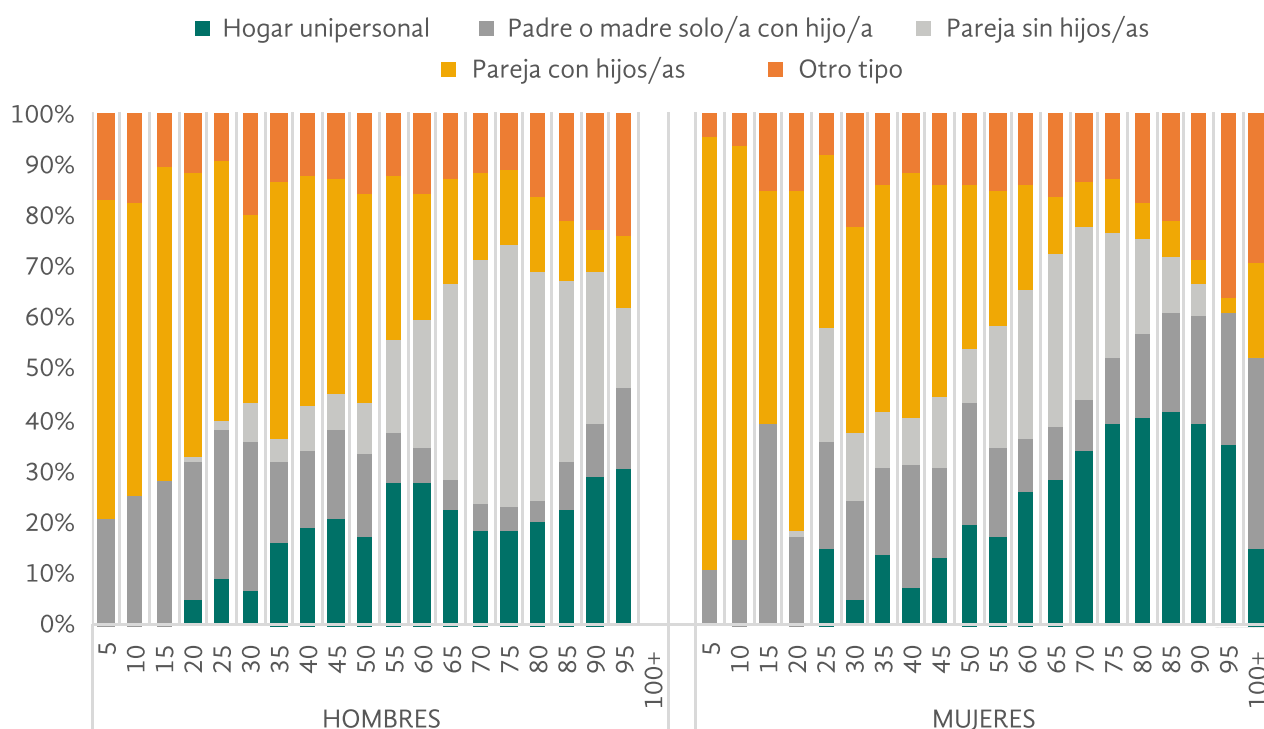 Hogar unipersonal Padre o madre solo/a con hijo/a Pareja sin hijos/as
Pareja con hijos/as Otro tipo
100%
90%
80%
70%
60%
50%
40%
30%
20%
10%
0%
5 10 15 20 25 30 35 40 45 50 55 60 65 70 75 80 85 90 95 100+
5 10 15 20 25 30 35 40 45 50 55 60 65 70 75 80 85 90 95 100+
HOMBRES MUJERES